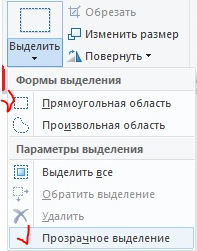 Выделить
Обрезать
Изменить размер
Повернуть
Формы выделения
Прямоугольная область
Произвольная область
Параметры выделения
Выделить все
Обратить выделение
Удалить
Прозрачное выделение